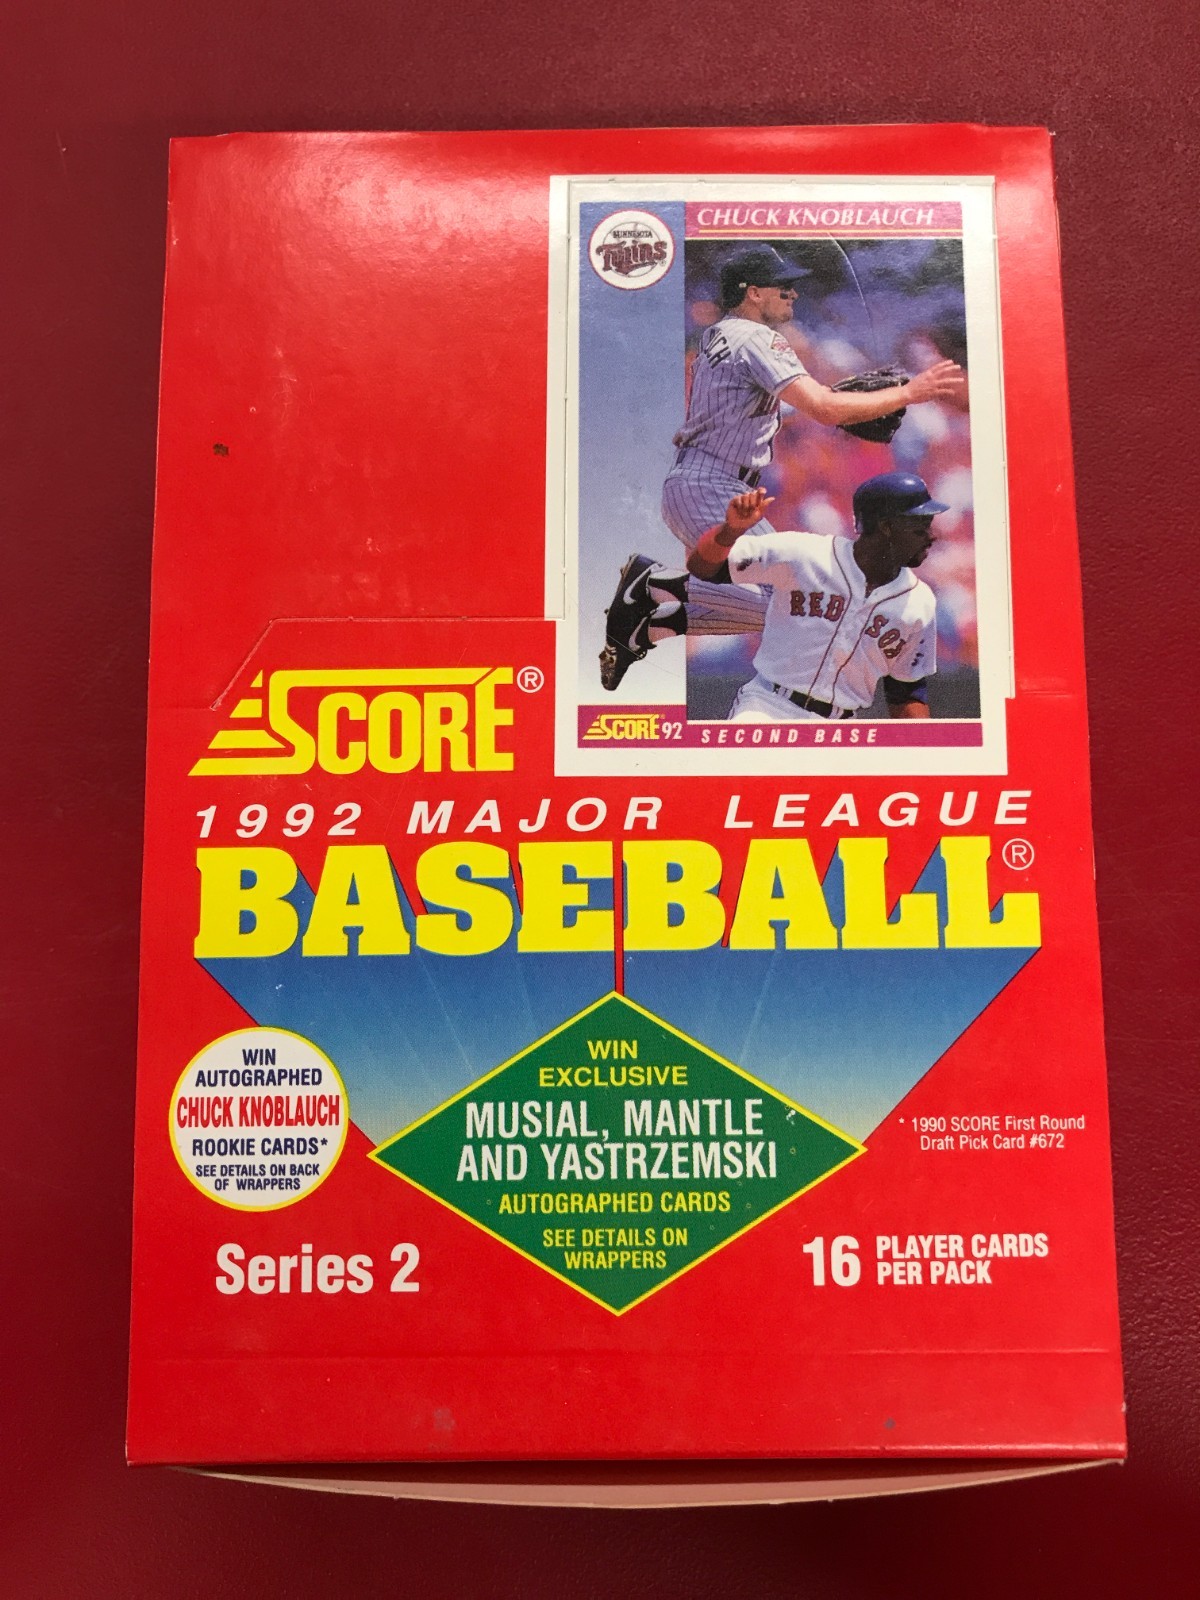 CHUCK KNOBLAUCH
MINNESOTA
Twins
RED SOX
SCORE® 92
SECOND BASE
SCORE®
1992 MAJOR LEAGUE
BASEBALL®
WIN
AUTOGRAPHED
CHUCK KNOBLAUCH
ROOKIE CARDS*
SEE DETAILS ON BACK
OF WRAPPERS
WIN
EXCLUSIVE
MUSIAL, MANTLE
AND YASTRZEMSKI
AUTOGRAPHED CARDS
SEE DETAILS ON
WRAPPERS
* 1990 SCORE First Round
Draft Pick Card #672
Series 2
16 PLAYER CARDS
PER PACK